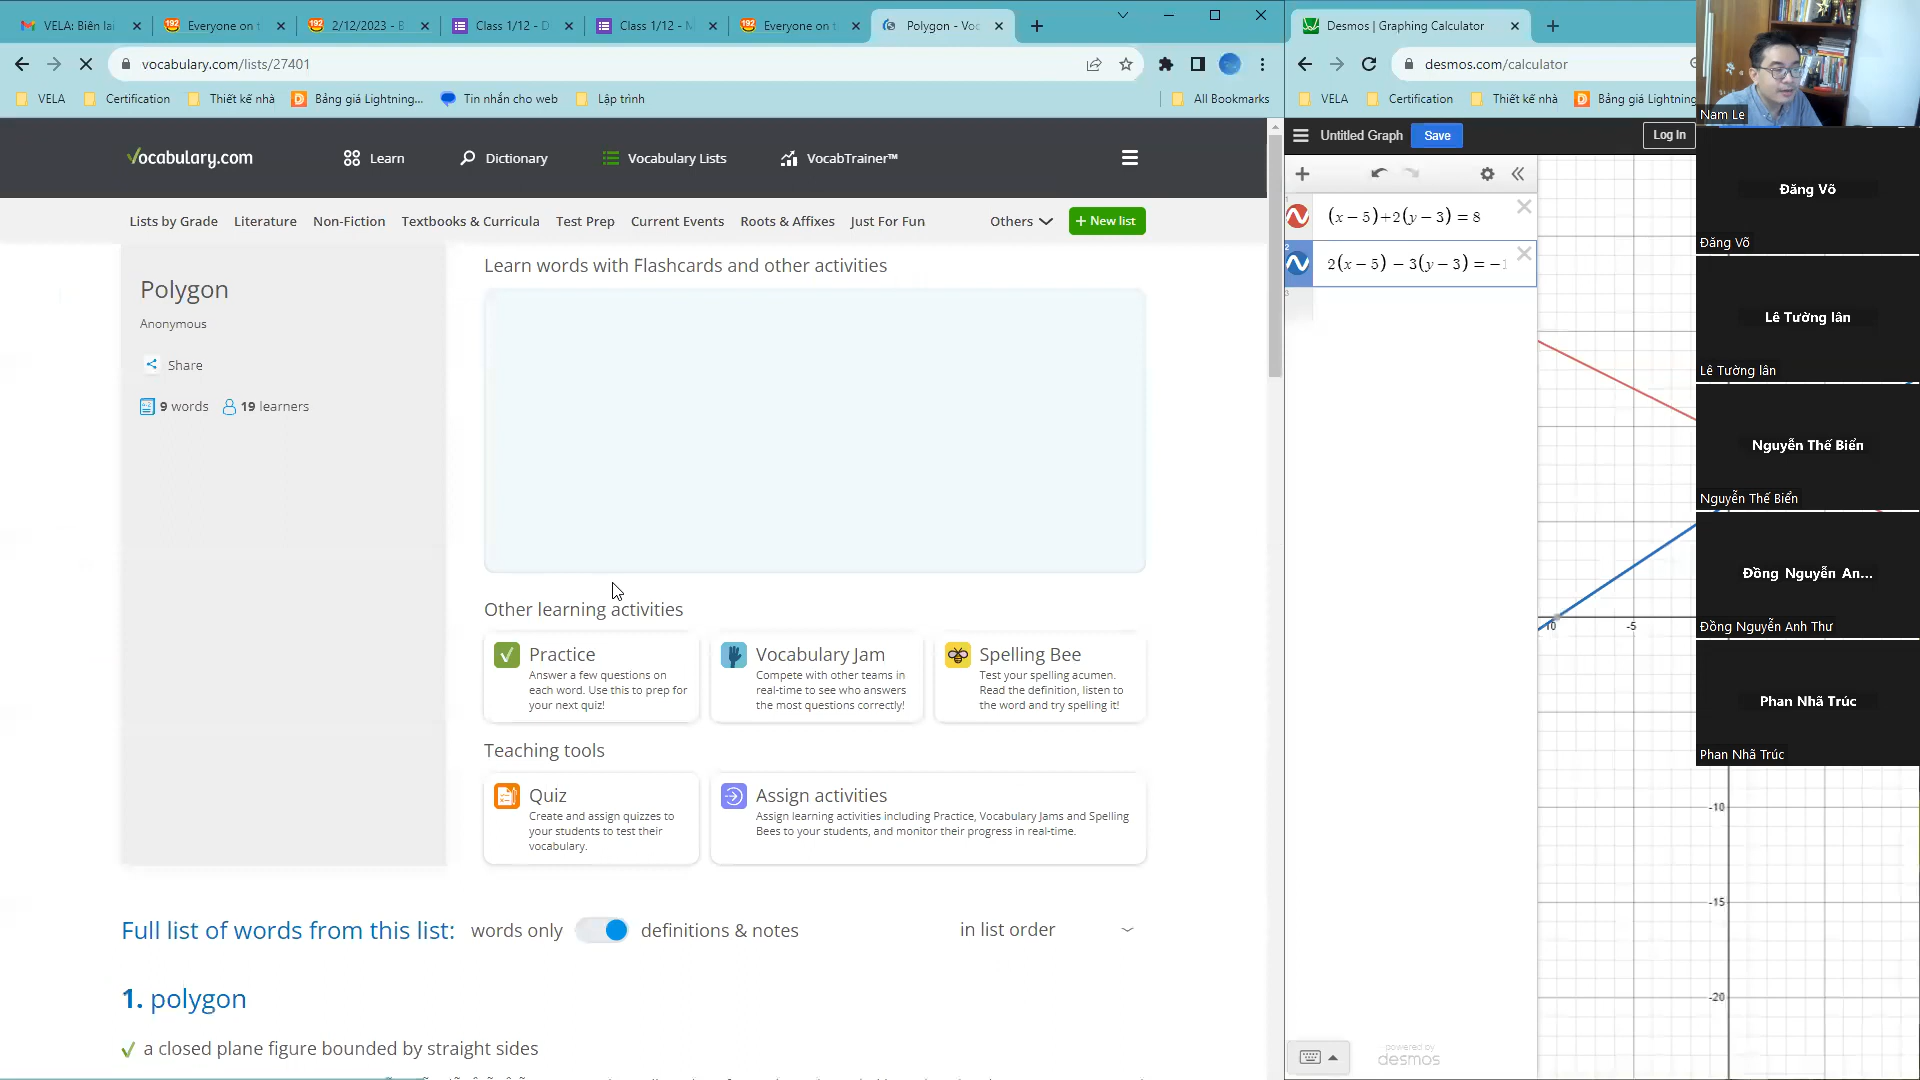 VELA: Biên lai
Everyone on t
2/12/2023 - B
Class 1/12 - D
Class 1/12 - M
Everyone on t
Polygon - Voc
vocabulary.com/lists/27401
VELA
Certification
Thiết kế nhà
Bảng giá Lightning...
Tin nhắn cho web
Lập trình
All Bookmarks
Vocabulary.com
Learn
Dictionary
Vocabulary Lists
VocabTrainer™
Lists by Grade
Literature
Non-Fiction
Textbooks & Curricula
Test Prep
Current Events
Roots & Affixes
Just For Fun
Others
+ New list
Polygon
Anonymous
Share
9 words
19 learners
Learn words with Flashcards and other activities
Other learning activities
Practice
Answer a few questions on
each word. Use this to prep for
your next quiz!
Vocabulary Jam
Compete with other teams in
real-time to see who answers
the most questions correctly!
Spelling Bee
Test your spelling acumen.
Read the definition, listen to
the word and try spelling it!
Teaching tools
Quiz
Create and assign quizzes to
your students to test their
vocabulary.
Assign activities
Assign learning activities including Practice, Vocabulary Jams and Spelling
Bees to your students, and monitor their progress in real-time.
Full list of words from this list:
words only
definitions & notes
in list order
1. polygon
a closed plane figure bounded by straight sides
Desmos | Graphing Calculator
desmos.com/calculator
VELA
Certification
Thiết kế nhà
Bảng giá Lightning
Untitled Graph
Save
Log In
(x − 5)+2(y − 3) = 8
2
2(x − 5) − 3(y − 3) = −1
3
10
-5
-10
-15
-20
powered by
desmos
Nam Le
Đăng Võ
Đăng Võ
Lê Tường lân
Lê Tường lân
Nguyễn Thế Biển
Nguyễn Thế Biển
Đồng Nguyễn An...
Đồng Nguyễn Anh Thư
Phan Nhã Trúc
Phan Nhã Trúc